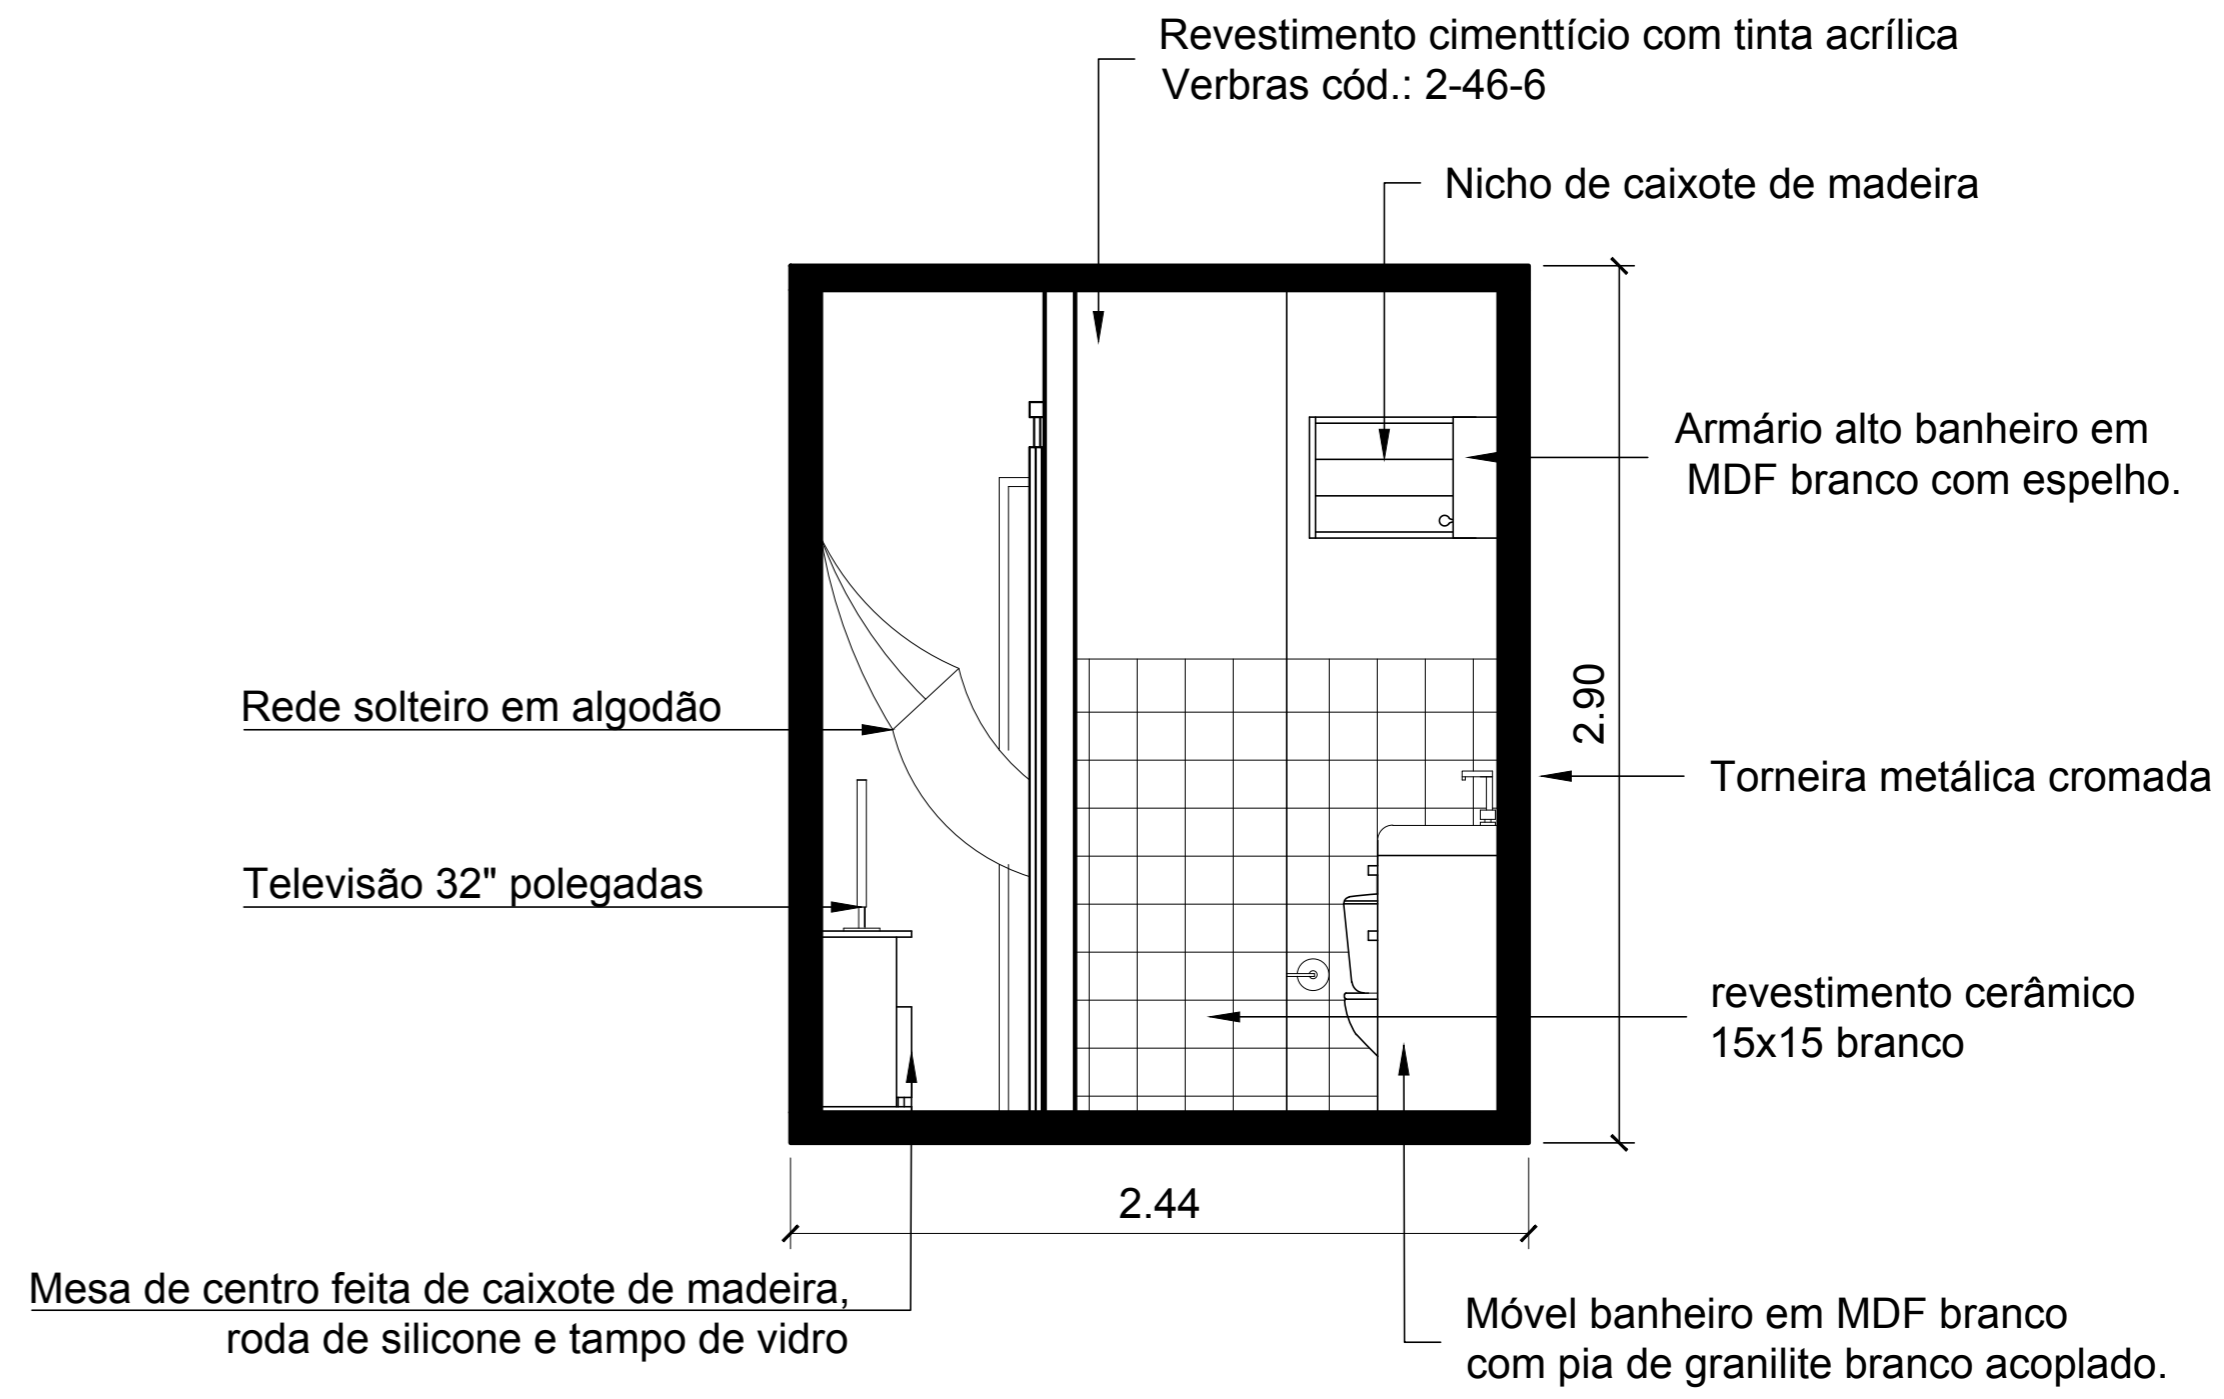 Revestimento cimenttício com tinta acrílica
Verbras cód.: 2-46-6
Nicho de caixote de madeira
Armário alto banheiro em
MDF branco com espelho.
Rede solteiro em algodão
2.90
Torneira metálica cromada
Televisão 32" polegadas
revestimento cerâmico
15x15 branco
2.44
Mesa de centro feita de caixote de madeira,
roda de silicone e tampo de vidro
Móvel banheiro em MDF branco
com pia de granilite branco acoplado.